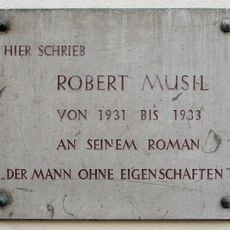 HIER SCHRIEB
ROBERT MUSIL
VON 1931 BIS 1933
AN SEINEM ROMAN
„DER MANN OHNE EIGENSCHAFTEN"